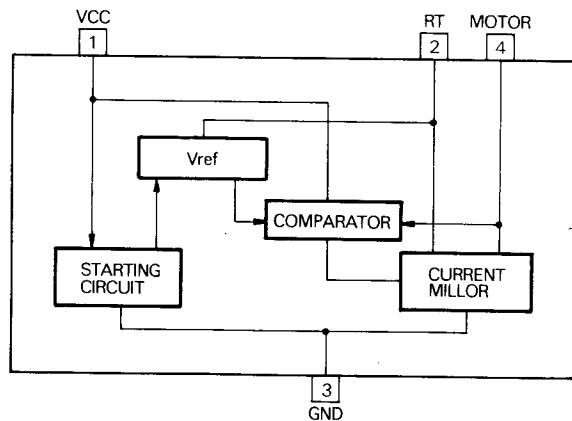 VCC
1
RT
2
MOTOR
4
Vref
COMPARATOR
STARTING
CIRCUIT
CURRENT
MILLOR
3
GND